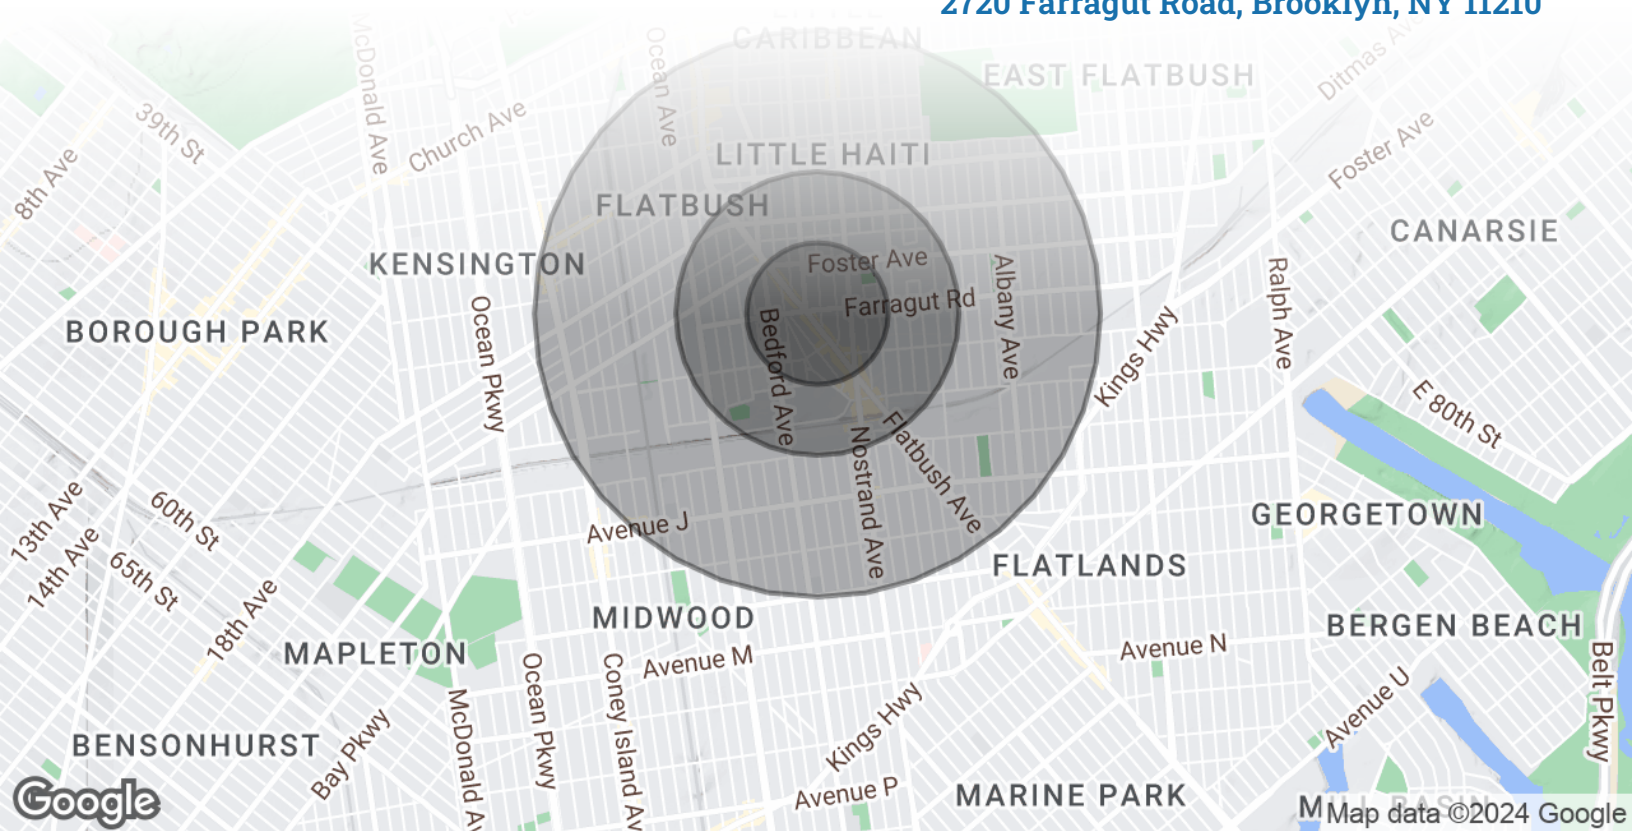 2720 Farragut Road, Brooklyn, NY 11210
CARIBBEAN
McDonald Ave
Ocean Ave
EAST FLATBUSH
Ditmas Ave
39th St
Church Ave
Foster Ave
8th Ave
LITTLE HAITI
FLATBUSH
CANARSIE
KENSINGTON
Foster Ave
Albany Ave
Ralph Ave
Farragut Rd
BOROUGH PARK
Ocean Pkwy
Bedford Ave
Kings Hwy
E 80th St
Flatbush Ave
Nostrand Ave
13th Ave
60th St
Avenue J
GEORGETOWN
14th Ave
65th St
FLATLANDS
18th Ave
MIDWOOD
BERGEN BEACH
MAPLETON
Avenue M
Avenue N
Ocean Pkwy
Coney Island Av
McDonald Av
Avenue U
Belt Pkwy
Kings Hwy
BENSONHURST
Bay Pkwy
Avenue P
MARINE PARK
Google
Map data ©2024 Google